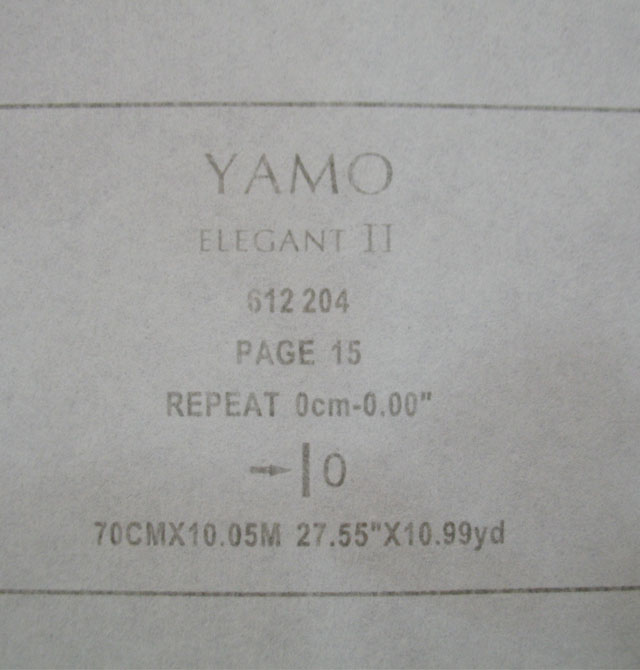 YAMO
ELEGANT II
612 204
PAGE 15
REPEAT 0cm-0.00"
→|0
70CMX10.05M 27.55"X10.99yd